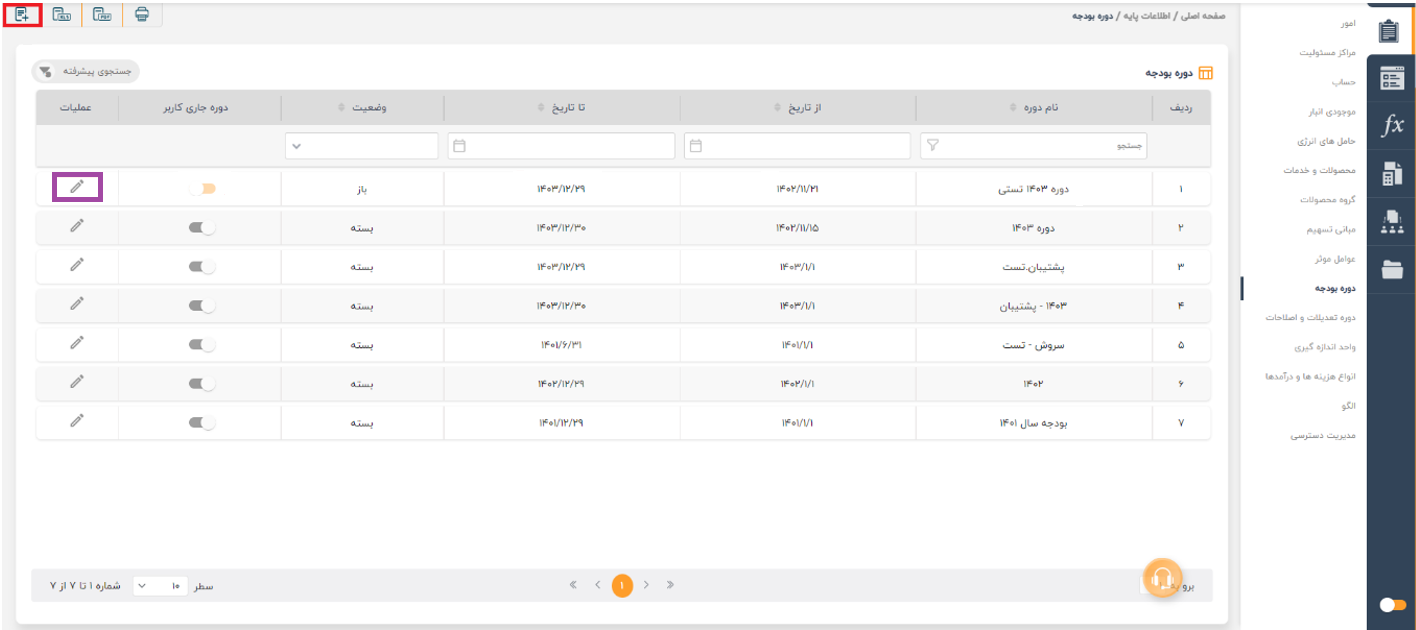 صفحه اصلی / اطلاعات پایه / دوره بودجه
XLS
PDF
امور
مراکز مسئولیت
حساب
موجودی انبار
حامل های انرژی
محصولات و خدمات
گروه محصولات
مبانی تسهیم
عوامل موثر
دوره بودجه
دوره تعدیلات و اصلاحات
واحد اندازه گیری
انواع هزینه ها و درآمدها
الگو
مدیریت دسترسی
fx
دوره بودجه
جستجوی پیشرفته
ردیف نام دوره از تاریخ تا تاریخ وضعیت دوره جاری کاربر عملیات
جستجو
۱ دوره ۱۴۰۳ تستی ۱۴۰۲/۱۱/۲۱ ۱۴۰۳/۱۲/۲۹ باز
۲ دوره ۱۴۰۳ ۱۴۰۲/۱۱/۱۵ ۱۴۰۳/۱۲/۳۰ بسته
۳ پشتیبان.تست ۱۴۰۳/۱/۱ ۱۴۰۳/۱۲/۲۹ بسته
۴ ۱۴۰۳ - پشتیبان ۱۴۰۳/۱/۱ ۱۴۰۳/۱۲/۳۰ بسته
۵ سروش - تست ۱۴۰۱/۱/۱ ۱۴۰۱/۶/۳۱ بسته
۶ ۱۴۰۲ ۱۴۰۲/۱/۱ ۱۴۰۲/۱۲/۲۹ بسته
۷ بودجه سال ۱۴۰۱ ۱۴۰۱/۱/۱ ۱۴۰۱/۱۲/۲۹ بسته
برو به
۱
سطر ۱۰ شماره ۱ تا ۷ از ۷